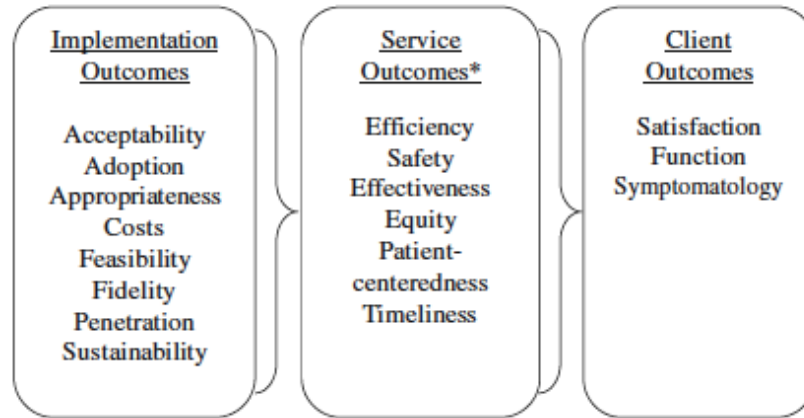 Implementation
Outcomes
Acceptability
Adoption
Appropriateness
Costs
Feasibility
Fidelity
Penetration
Sustainability
Service
Outcomes*
Efficiency
Safety
Effectiveness
Equity
Patient-
centeredness
Timeliness
Client
Outcomes
Satisfaction
Function
Symptomatology